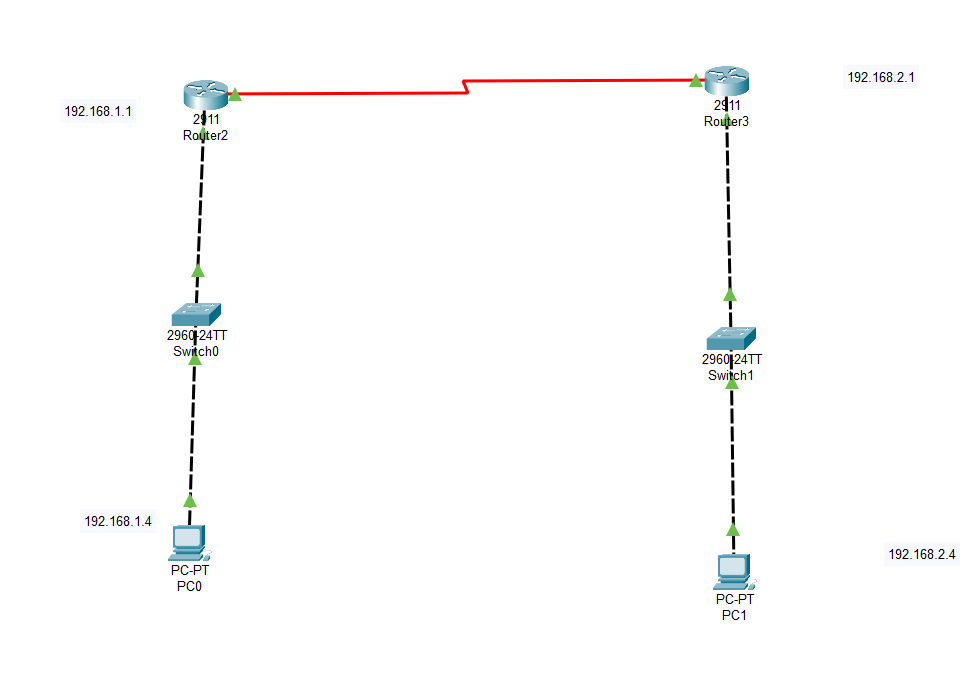 192.168.1.1
2911
Router2
2911
Router3
192.168.2.1
2960-24TT
Switch0
2960-24TT
Switch1
192.168.1.4
PC-PT
PC0
PC-PT
PC1
192.168.2.4